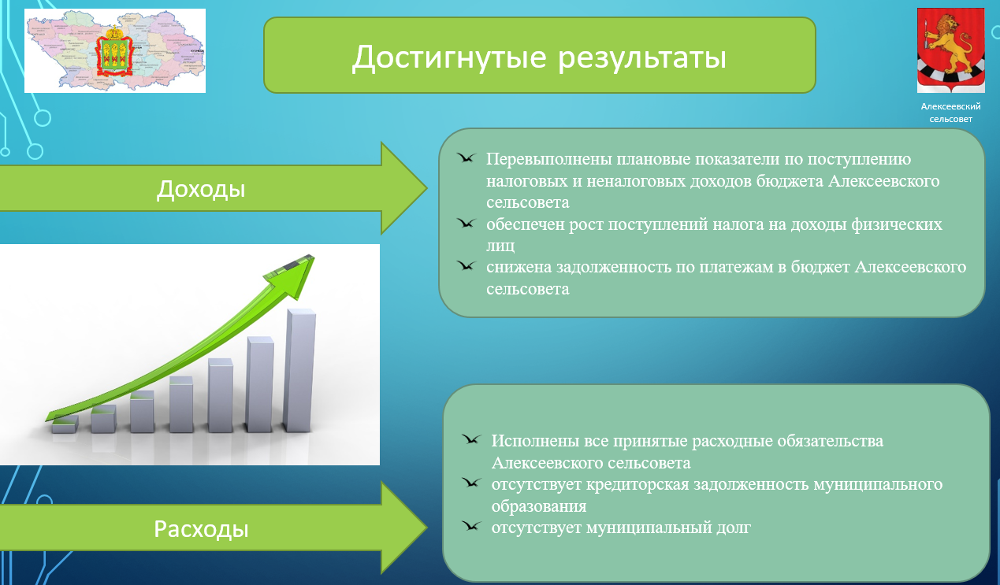 Достигнутые результаты
Алексеевский
сельсовет
Доходы
Перевыполнены плановые показатели по поступлению
налоговых и неналоговых доходов бюджета Алексеевского
сельсовета
обеспечен рост поступлений налога на доходы физических
лиц
снижена задолженность по платежам в бюджет Алексеевского
сельсовета
Расходы
Исполнены все принятые расходные обязательства
Алексеевского сельсовета
отсутствует кредиторская задолженность муниципального
образования
отсутствует муниципальный долг